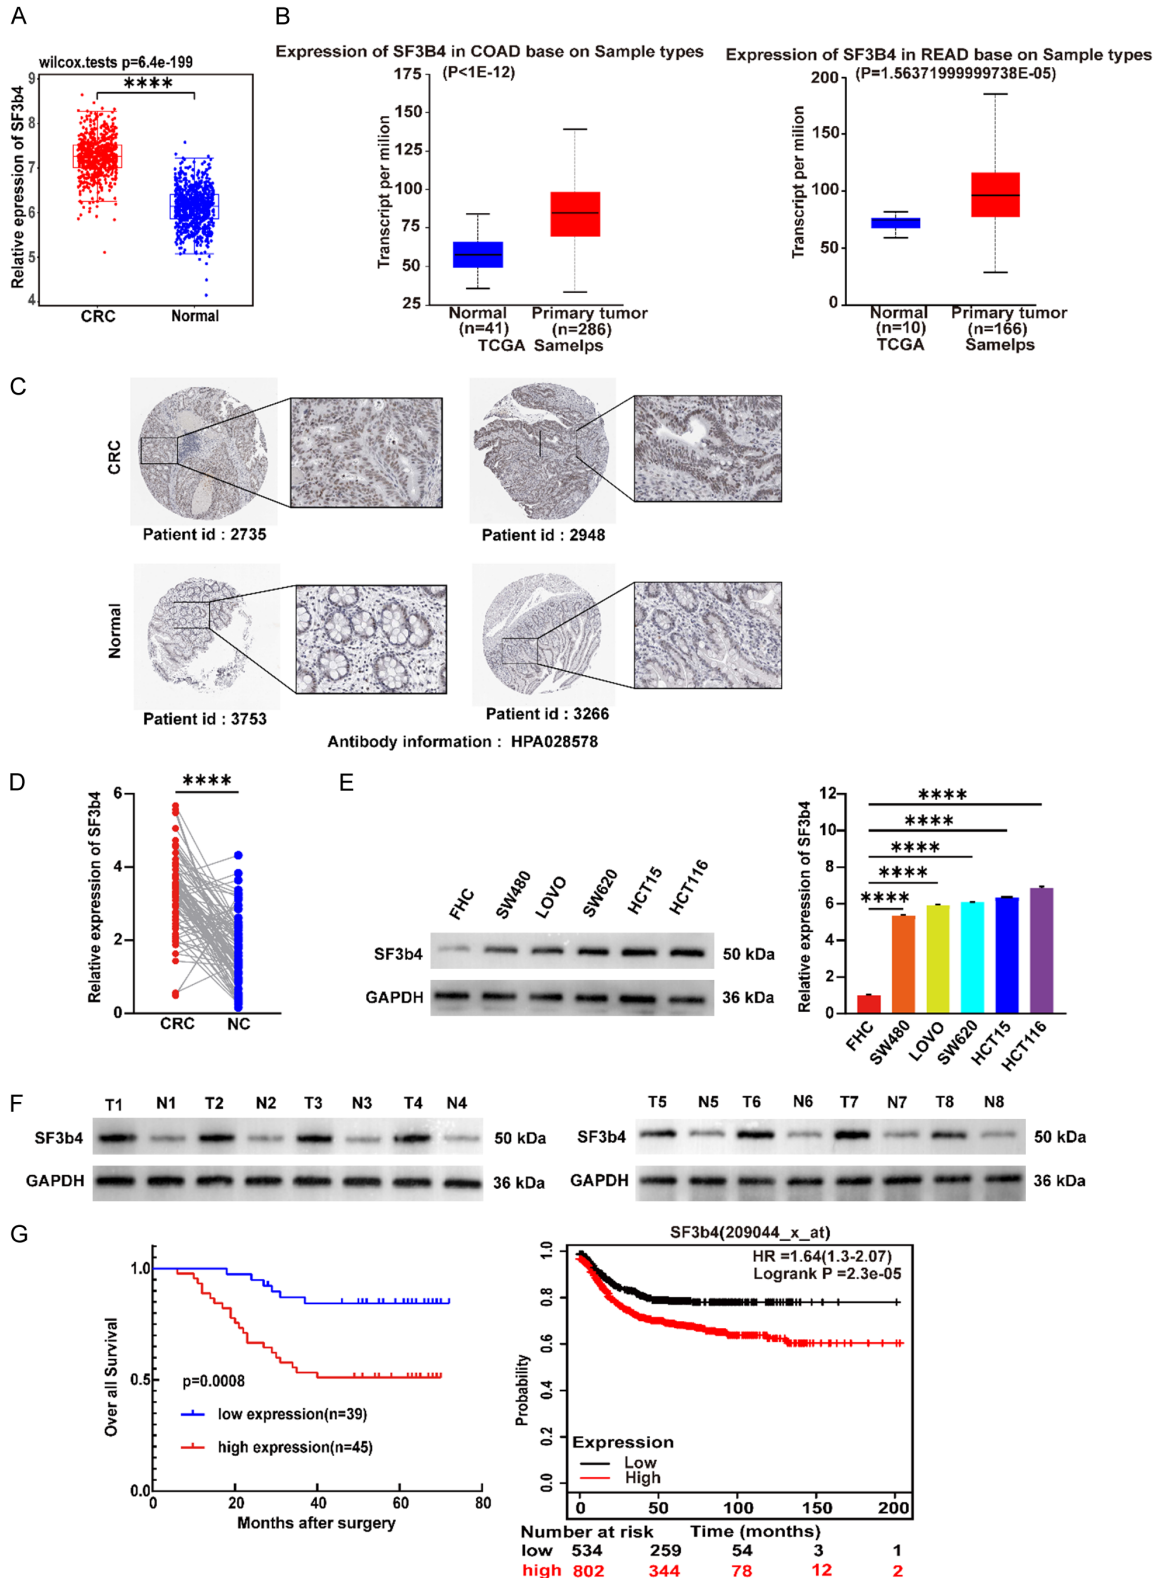 A
wilcox.tests p=6.4e-199
****
Relative epression of SF3b4
9
8
7
6
5
4
CRC
Normal
B
Expression of SF3B4 in COAD base on Sample types
(P<1E-12)
Transcript per milion
175
150
125
100
75
50
25
Normal
(n=41)
Primary tumor
(n=286)
TCGA Samelps
Expression of SF3B4 in READ base on Sample types
(P=1.56371999999738E-05)
Transcript per milion
200
150
100
50
0
Normal
(n=10)
TCGA
Primary tumor
(n=166)
Samelps
C
CRC
Patient id : 2735
Patient id : 2948
Normal
Patient id : 3753
Patient id : 3266
Antibody information : HPA028578
D
****
Relative expression of SF3b4
6
4
2
0
CRC
NC
E
FHC
SW480
LOVO
SW620
HCT15
HCT116
SF3b4
50 kDa
GAPDH
36 kDa
Relative expression of SF3b4
12
10
8
6
4
2
0
****
****
****
****
****
FHC
SW480
LOVO
SW620
HCT15
HCT116
F
T1 N1 T2 N2 T3 N3 T4 N4
SF3b4
50 kDa
GAPDH
36 kDa
T5 N5 T6 N6 T7 N7 T8 N8
SF3b4
50 kDa
GAPDH
36 kDa
G
Over all Survival
1.0
0.5
0.0
p=0.0008
low expression(n=39)
high expression(n=45)
0 20 40 60 80
Months after surgery
SF3b4(209044_x_at)
HR =1.64(1.3-2.07)
Logrank P =2.3e-05
Probability
1.0
0.8
0.6
0.4
0.2
0.0
Expression
Low
High
0 50 100 150 200
Number at risk Time (months)
low 534 259 54 3 1
high 802 344 78 12 2